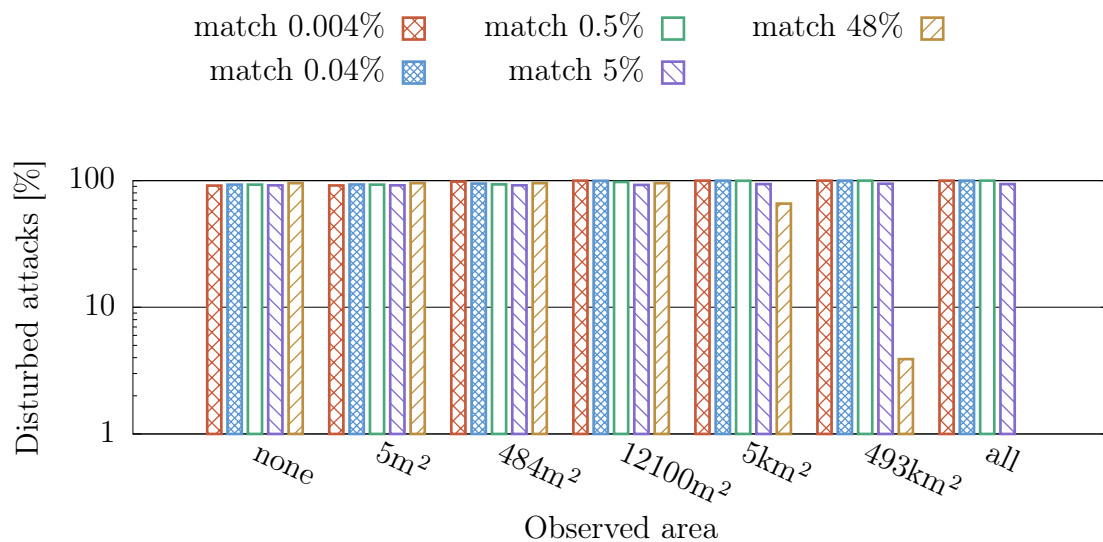 match 0.004% match 0.5% match 48%
match 0.04% match 5%
Disturbed attacks [%]
100
10
1
none 5m² 484m² 12100m² 5km² 493km² all
Observed area